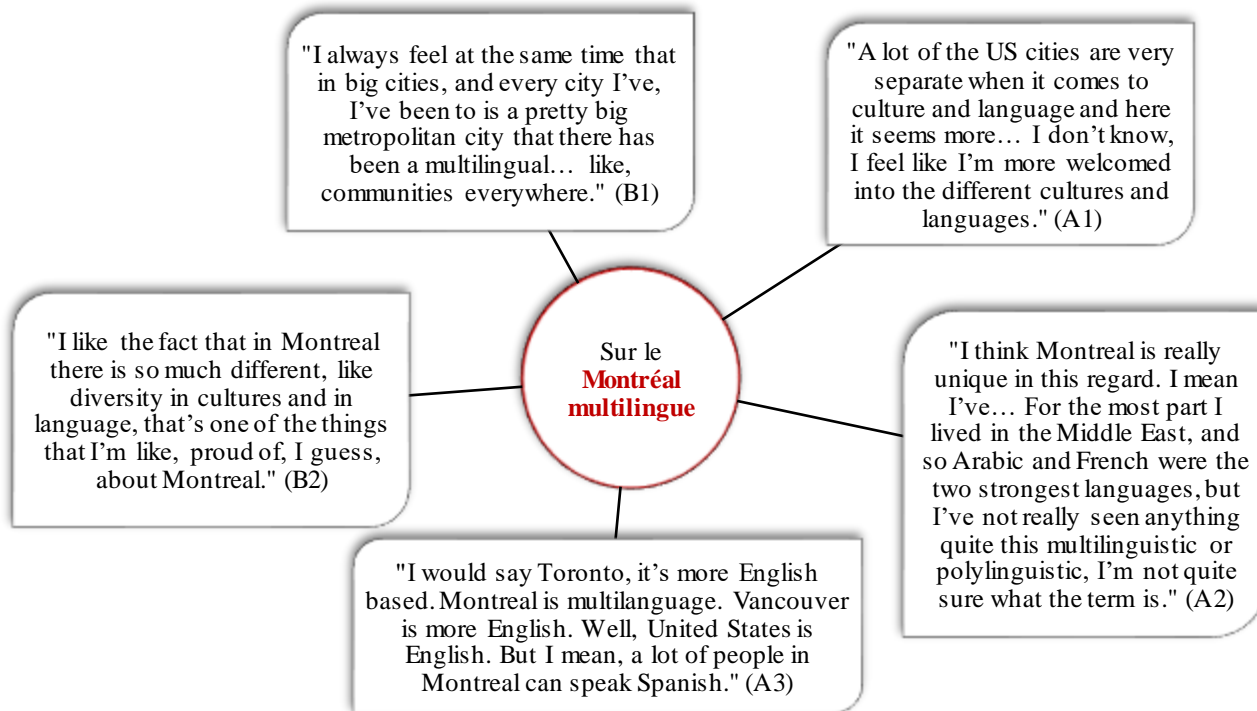 "I always feel at the same time that
in big cities, and every city I've,
I've been to is a pretty big
metropolitan city that there has
been a multilingual… like,
communities everywhere." (B1)
"A lot of the US cities are very
separate when it comes to
culture and language and here
it seems more… I don't know,
I feel like I'm more welcomed
into the different cultures and
languages." (A1)
"I like the fact that in Montreal
there is so much different, like
diversity in cultures and in
language, that's one of the things
that I'm like, proud of, I guess,
about Montreal." (B2)
Sur le
Montréal
multilingue
"I think Montreal is really
unique in this regard. I mean
I've… For the most part I
lived in the Middle East, and
so Arabic and French were the
two strongest languages, but
I've not really seen anything
quite this multilinguistic or
polylinguistic, I'm not quite
sure what the term is." (A2)
"I would say Toronto, it's more English
based. Montreal is multilanguage. Vancouver
is more English. Well, United States is
English. But I mean, a lot of people in
Montreal can speak Spanish." (A3)